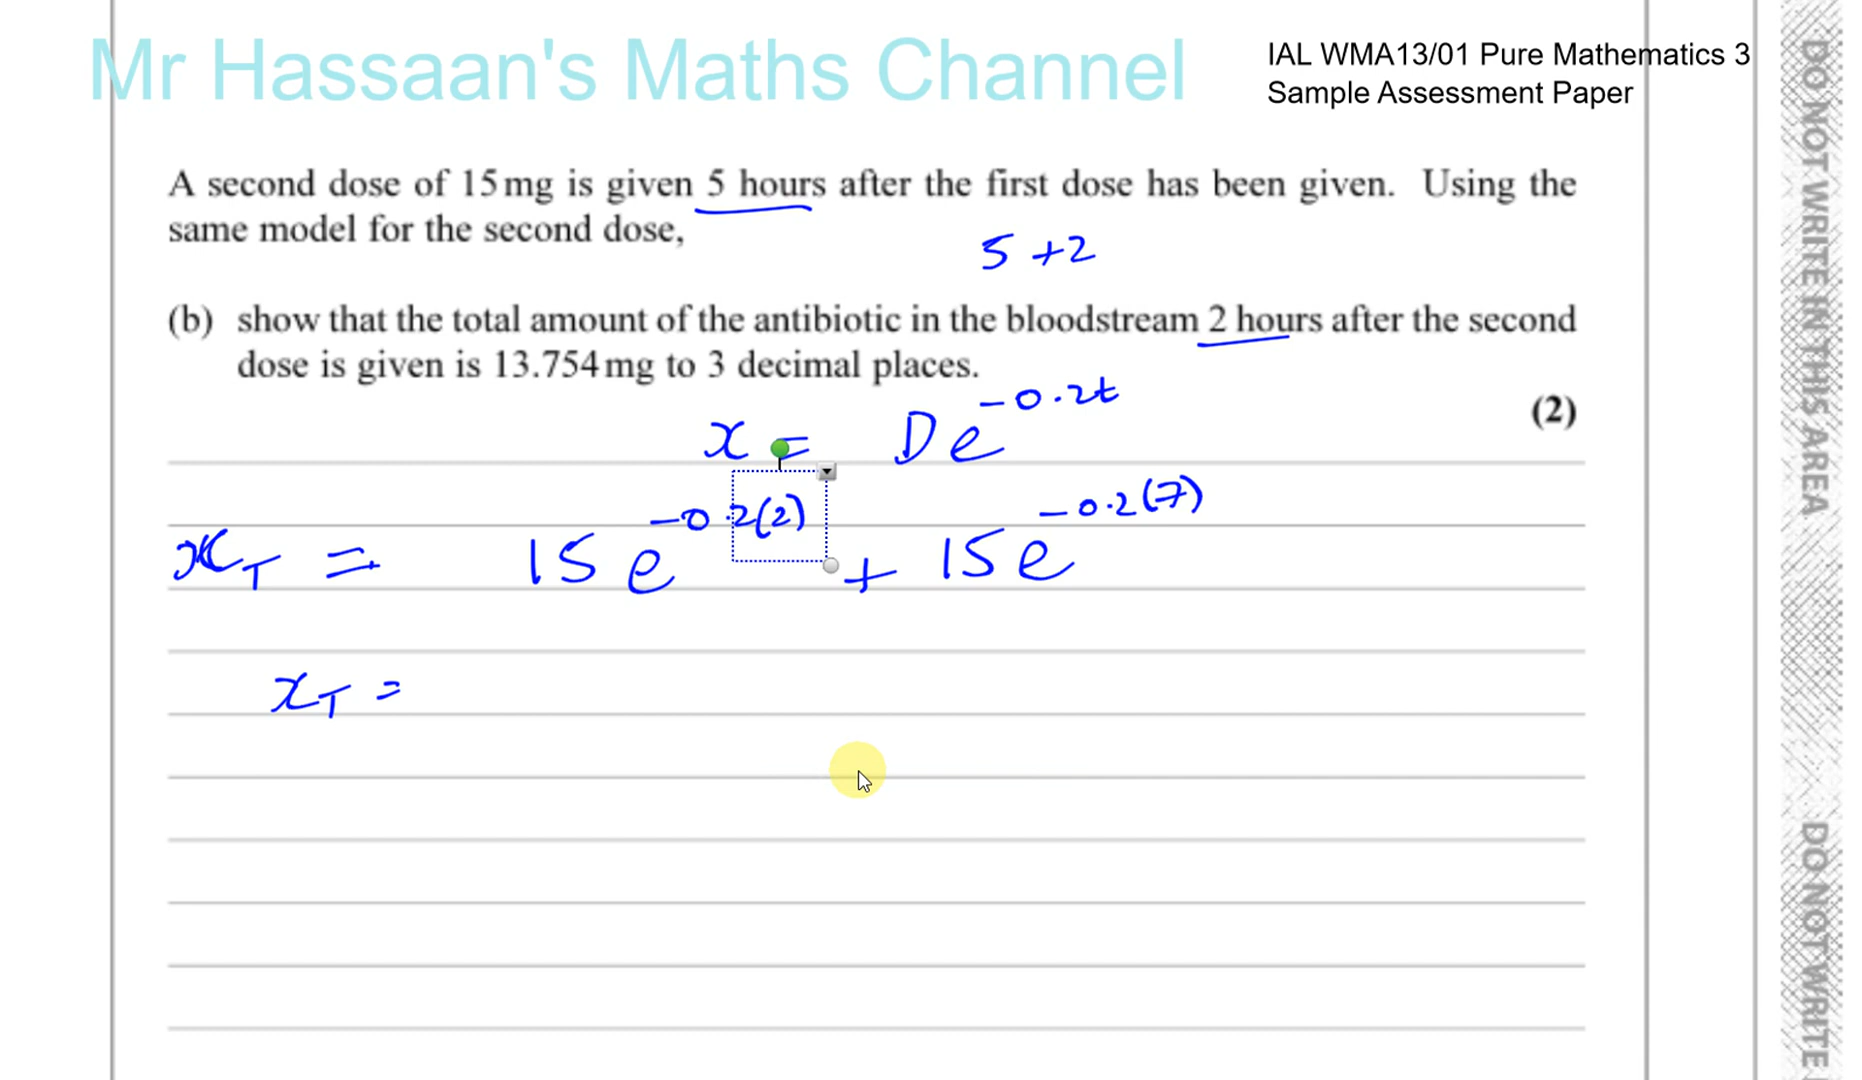 Mr Hassaan's Maths Channel
IAL WMA13/01 Pure Mathematics 3
Sample Assessment Paper
A second dose of 15 mg is given 5 hours after the first dose has been given. Using the
same model for the second dose,
5 + 2
(b) show that the total amount of the antibiotic in the bloodstream 2 hours after the second
dose is given is 13.754 mg to 3 decimal places.
(2)
x = De^{-0.2t}
x_T = 15e^{-0.2(2)} + 15e^{-0.2(7)}
x_T =
DO NOT WRITE IN THIS AREA
DO NOT WRITE